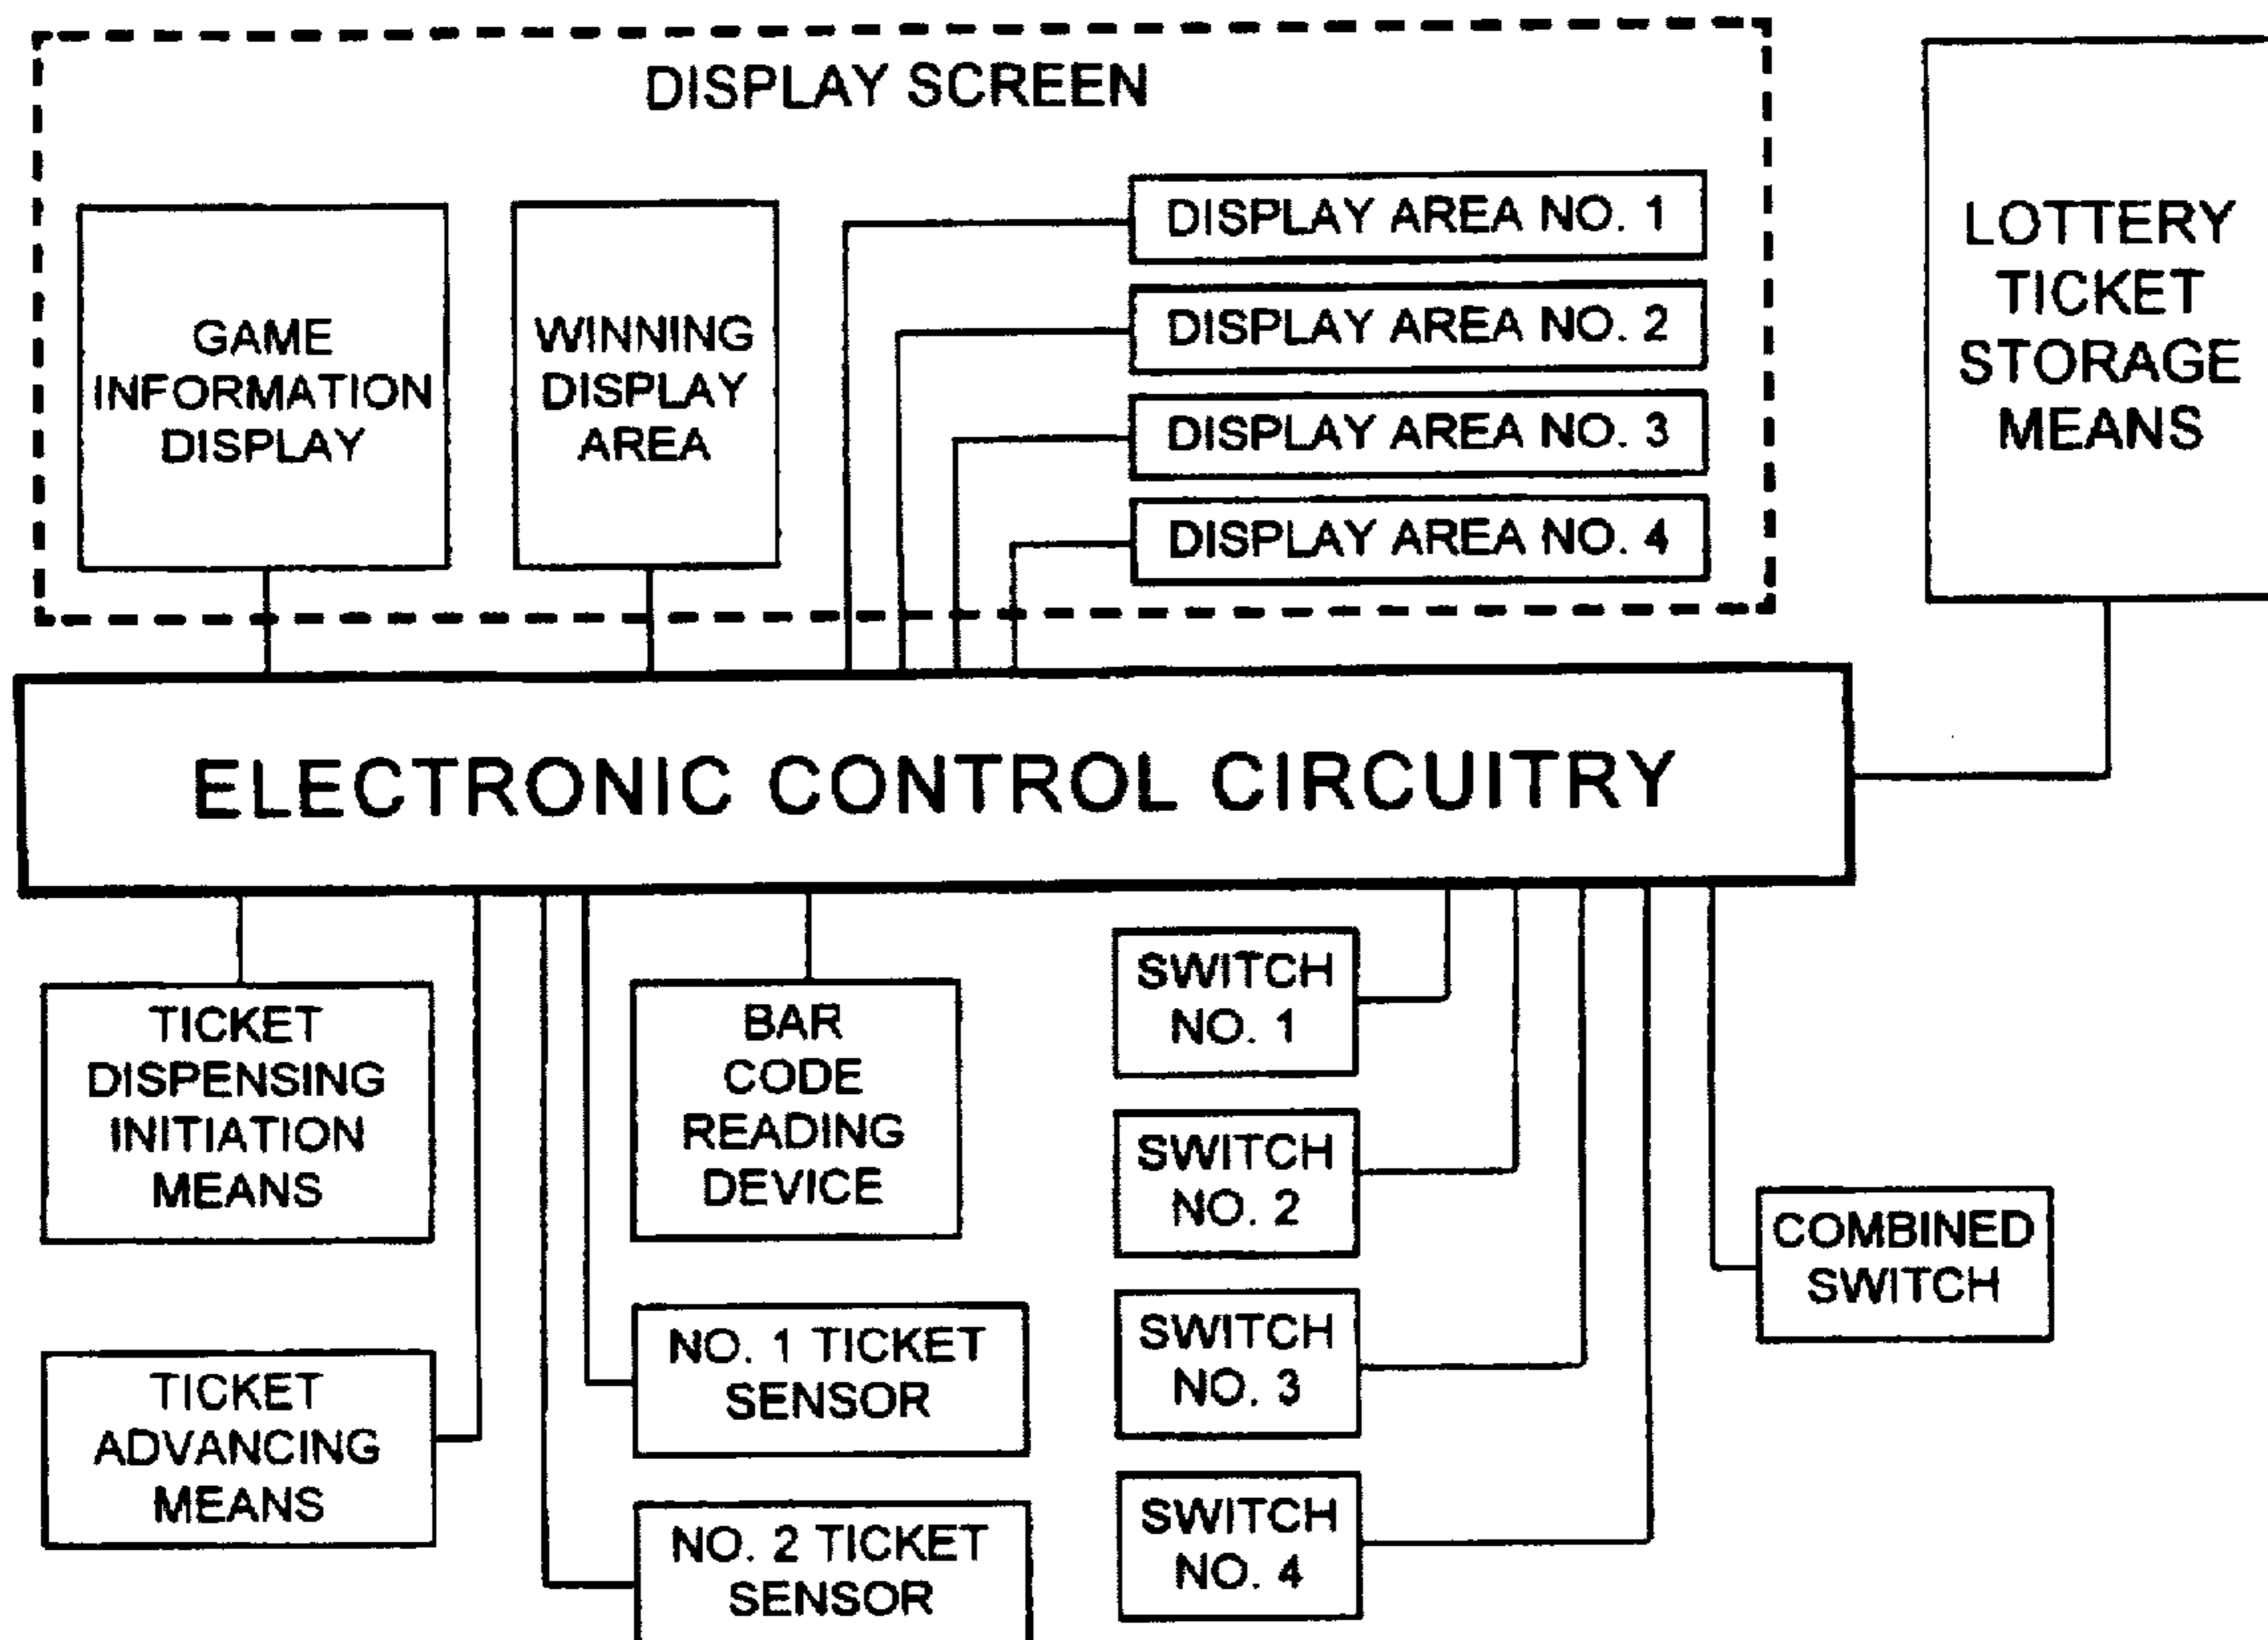 DISPLAY SCREEN
GAME
INFORMATION
DISPLAY
WINNING
DISPLAY
AREA
DISPLAY AREA NO. 1
DISPLAY AREA NO. 2
DISPLAY AREA NO. 3
DISPLAY AREA NO. 4
LOTTERY
TICKET
STORAGE
MEANS
ELECTRONIC CONTROL CIRCUITRY
TICKET
DISPENSING
INITIATION
MEANS
TICKET
ADVANCING
MEANS
BAR
CODE
READING
DEVICE
NO. 1 TICKET
SENSOR
NO. 2 TICKET
SENSOR
SWITCH
NO. 1
SWITCH
NO. 2
SWITCH
NO. 3
SWITCH
NO. 4
COMBINED
SWITCH